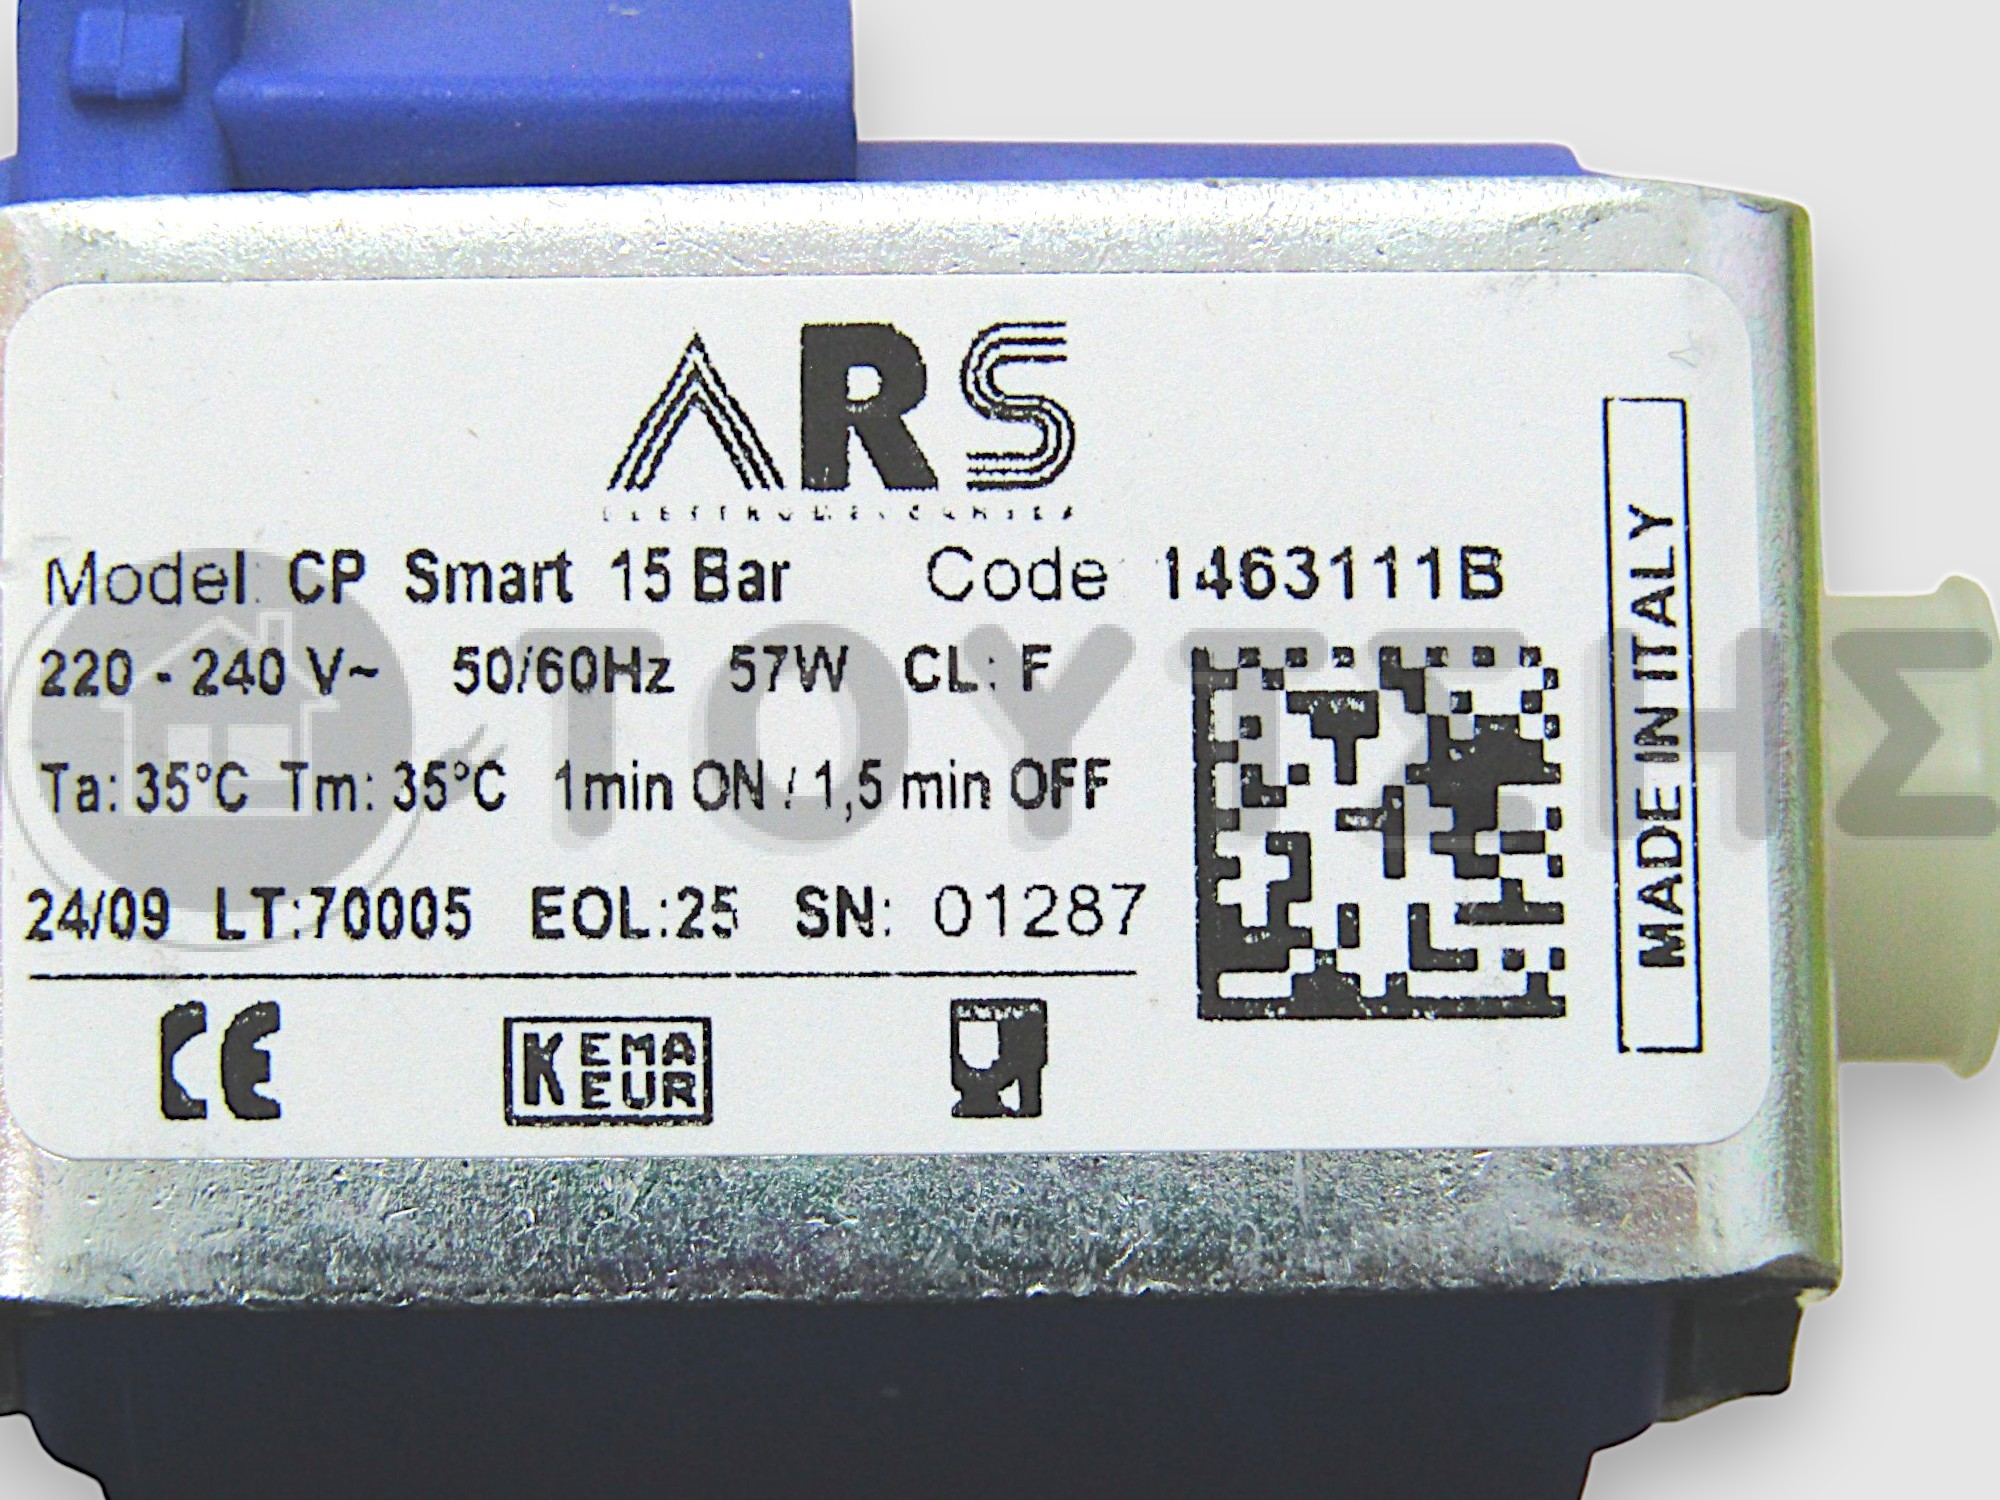 ARS
Model: CP Smart 15 Bar Code 1463111B
220 - 240 V~ 50/60Hz 57W CL: F
ΤΟΥΤΣΗΣ
Ta: 35°C Tm: 35°C 1min ON / 1,5 min OFF
24/09 LT:70005 EOL:25 SN: 01287
CE
KEMA
EUR
MADE IN ITALY